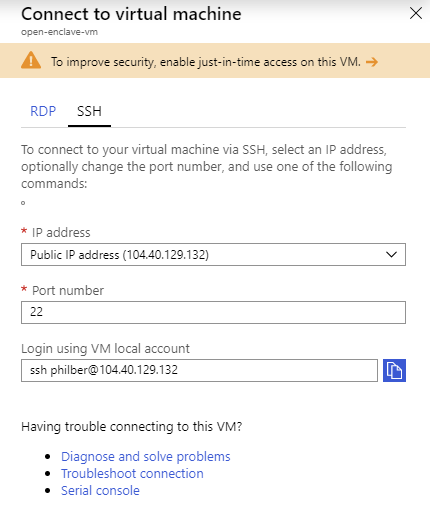 Connect to virtual machine
open-enclave-vm
To improve security, enable just-in-time access on this VM. →
RDP SSH
To connect to your virtual machine via SSH, select an IP address,
optionally change the port number, and use one of the following
commands:
* IP address
Public IP address (104.40.129.132)
* Port number
22
Login using VM local account
ssh philber@104.40.129.132
Having trouble connecting to this VM?
• Diagnose and solve problems
• Troubleshoot connection
• Serial console